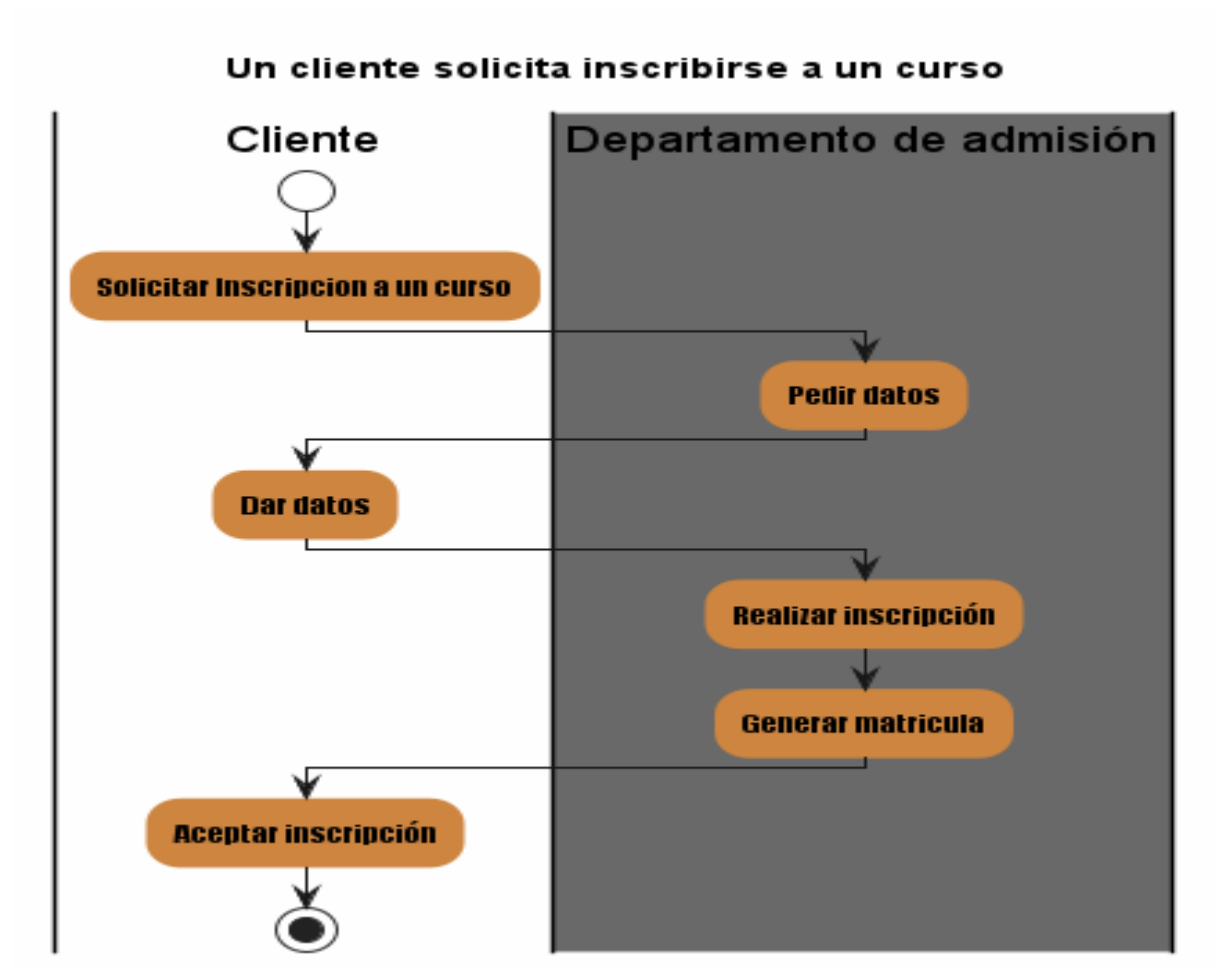 Un cliente solicita inscribirse a un curso
Cliente
Departamento de admisión
Solicitar Inscripcion a un curso
Pedir datos
Dar datos
Realizar inscripción
Generar matricula
Aceptar inscripción